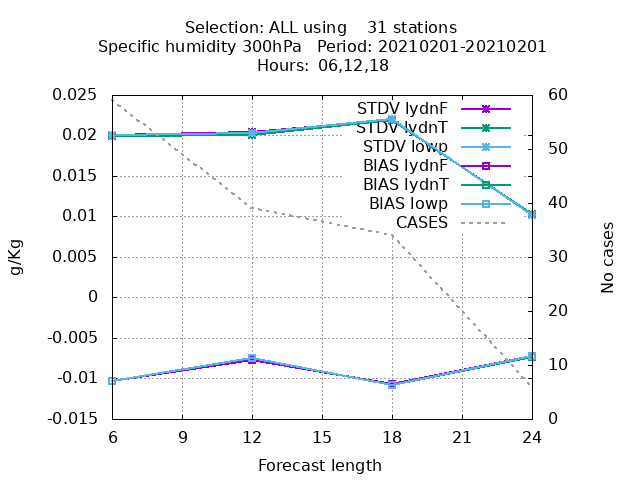 Selection: ALL using    31 stations
Specific humidity 300hPa   Period: 20210201-20210201
Hours:  06,12,18
0.025
0.02
0.015
0.01
0.005
0
-0.005
-0.01
-0.015
g/Kg
STDV lydnF
STDV lydnT
STDV lowp
BIAS lydnF
BIAS lydnT
BIAS lowp
CASES
60
50
40
30
20
10
0
No cases
6 9 12 15 18 21 24
Forecast length